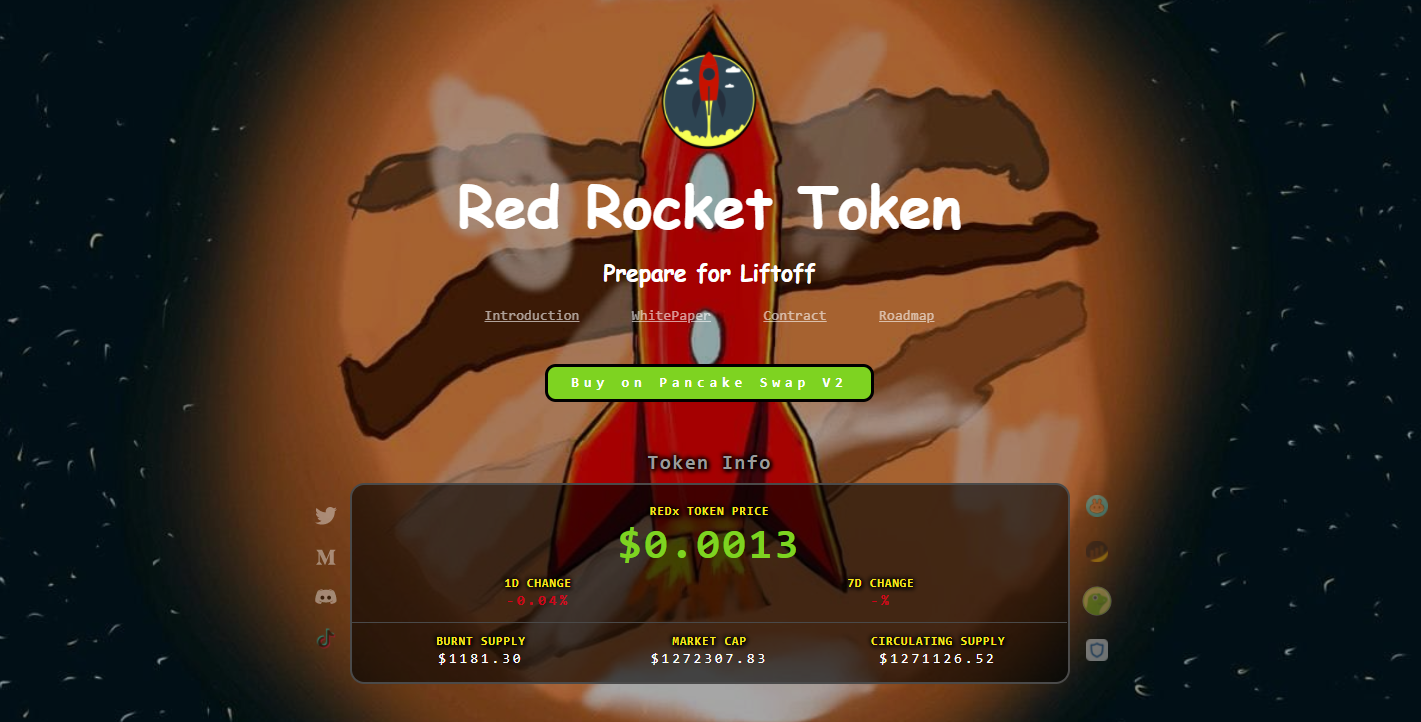 Red Rocket Token
Prepare for Liftoff
Introduction WhitePaper Contract Roadmap
Buy on Pancake Swap V2
Token Info
REDx TOKEN PRICE
$0.0013
1D CHANGE 7D CHANGE
-0.04% -%
BURNT SUPPLY MARKET CAP CIRCULATING SUPPLY
$1181.30 $1272307.83 $1271126.52